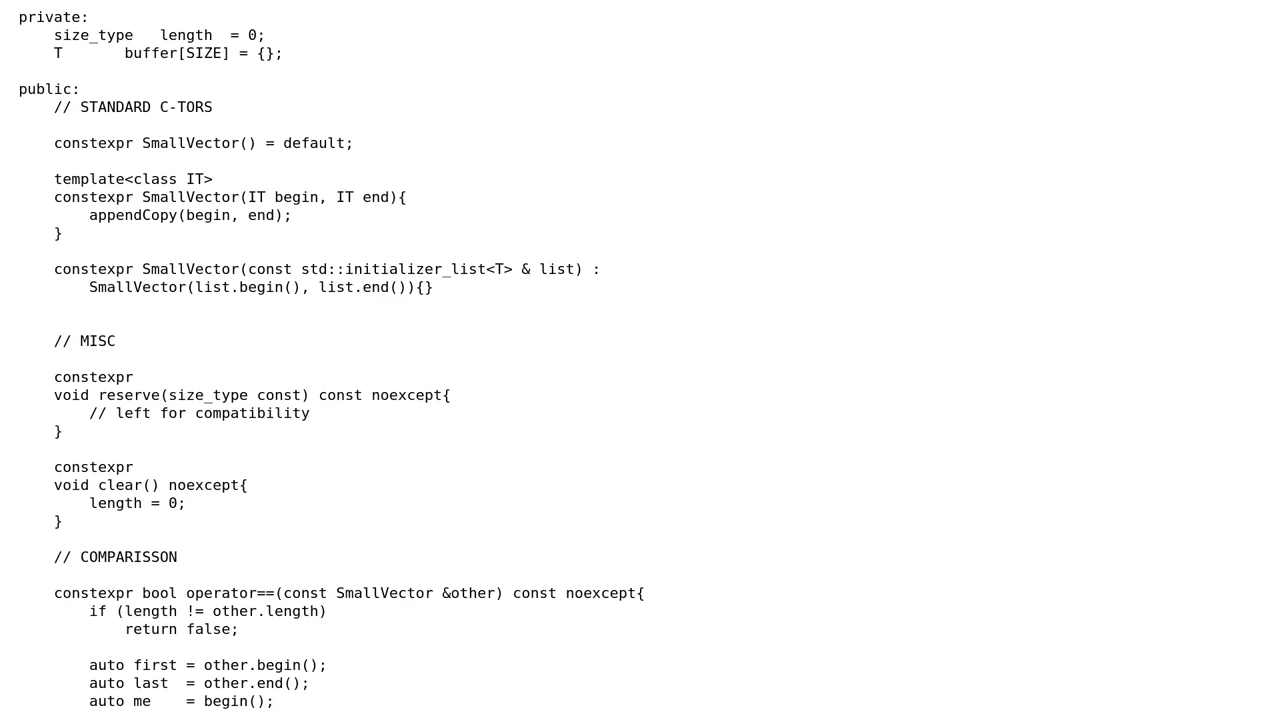 private:
    size_type   length  = 0;
    T       buffer[SIZE] = {};

public:
    // STANDARD C-TORS

    constexpr SmallVector() = default;

    template<class IT>
    constexpr SmallVector(IT begin, IT end){
        appendCopy(begin, end);
    }

    constexpr SmallVector(const std::initializer_list<T> & list) :
        SmallVector(list.begin(), list.end()){}


    // MISC

    constexpr
    void reserve(size_type const) const noexcept{
        // left for compatibility
    }

    constexpr
    void clear() noexcept{
        length = 0;
    }

    // COMPARISSON

    constexpr bool operator==(const SmallVector &other) const noexcept{
        if (length != other.length)
            return false;

        auto first = other.begin();
        auto last  = other.end();
        auto me    = begin();